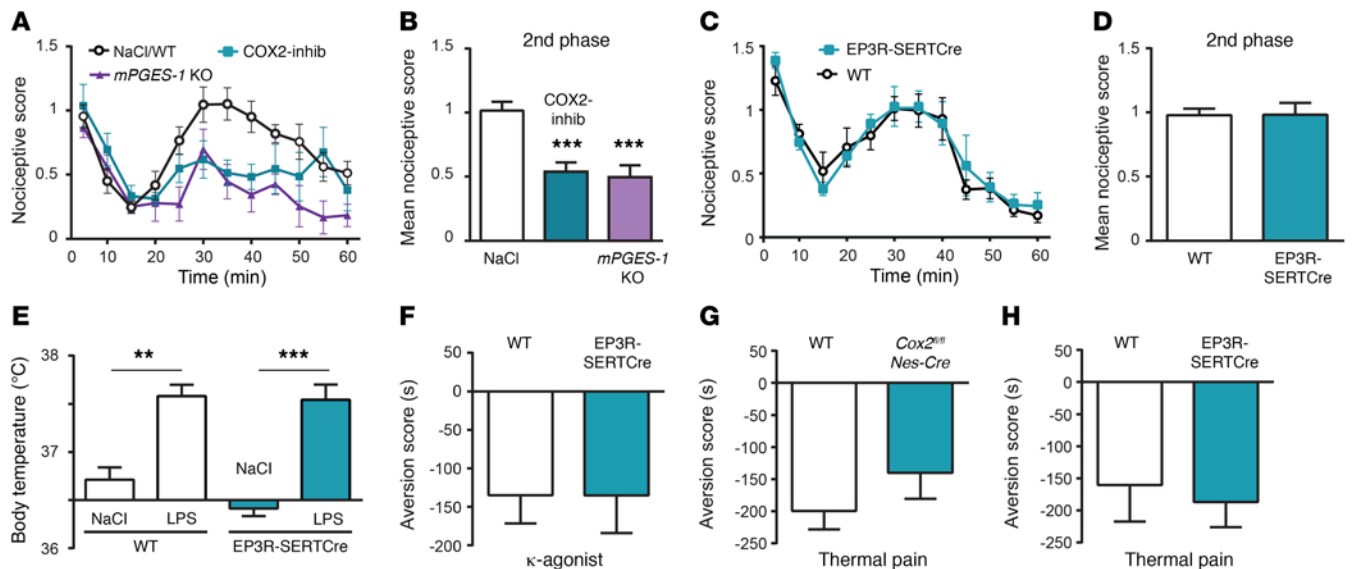 A
NaCl/WT
COX2-inhib
mPGES-1 KO
Nociceptive score
1.5
1
0.5
0
0 10 20 30 40 50 60
Time (min)
B
2nd phase
Mean nociceptive score
1.5
1
0.5
0
COX2-
inhib
*** ***
NaCl
mPGES-1
KO
C
EP3R-SERTCre
WT
Nociceptive score
1.5
1
0.5
0
0 10 20 30 40 50 60
Time (min)
D
2nd phase
Mean nociceptive score
1.5
1
0.5
0
WT EP3R-
SERTCre
E
Body temperature (°C)
38
37
36
** ***
NaCl
NaCl LPS LPS
WT EP3R-SERTCre
F
WT EP3R-
SERTCre
Aversion score (s)
50
0
-50
-100
-150
-200
κ-agonist
G
WT Cox2fl/fl
Nes-Cre
Aversion score (s)
50
0
-50
-100
-150
-200
-250
Thermal pain
H
WT EP3R-
SERTCre
Aversion score (s)
50
0
-50
-100
-150
-200
-250
Thermal pain